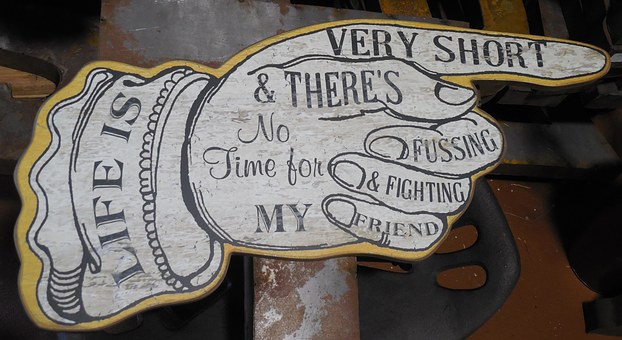 LIFE IS
VERY SHORT
& THERE'S
No
Time for
FUSSING
& FIGHTING
MY FRIEND